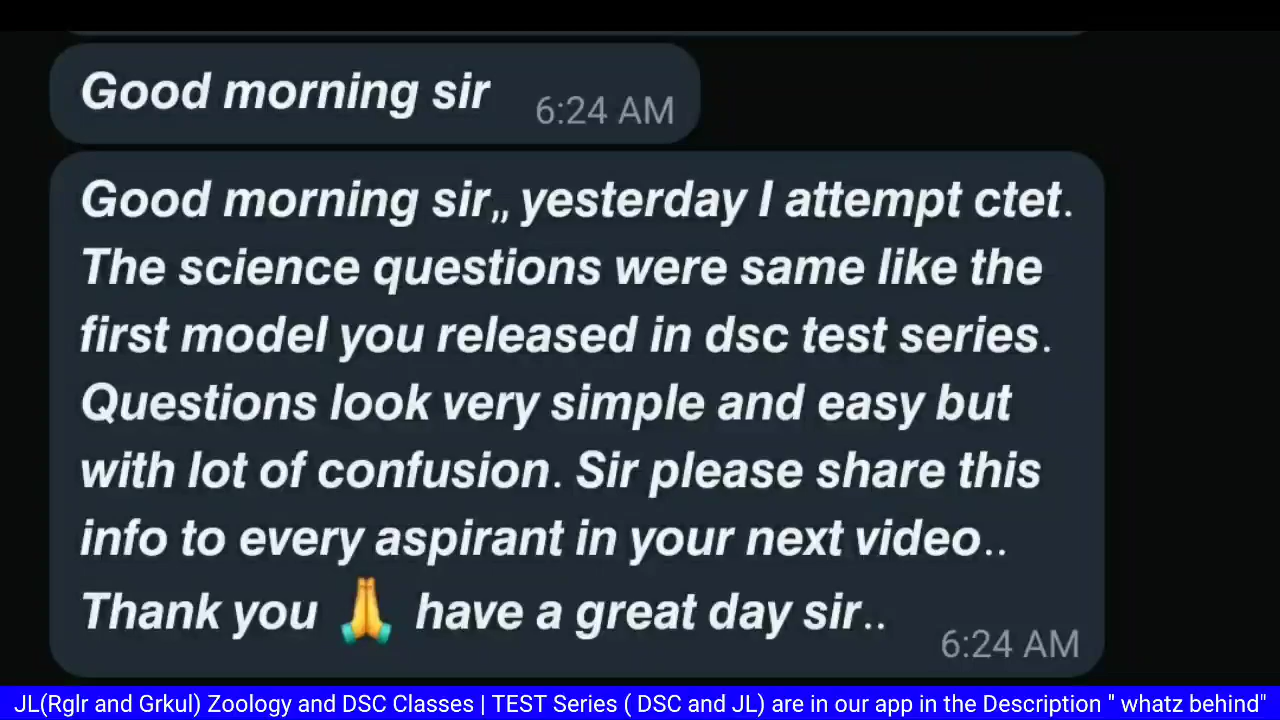 Good morning sir
6:24 AM
Good morning sir,, yesterday I attempt ctet.
The science questions were same like the
first model you released in dsc test series.
Questions look very simple and easy but
with lot of confusion. Sir please share this
info to every aspirant in your next video..
Thank you 🙏 have a great day sir..
6:24 AM
JL(Rglr and Grkul) Zoology and DSC Classes | TEST Series ( DSC and JL) are in our app in the Description " whatz behind"